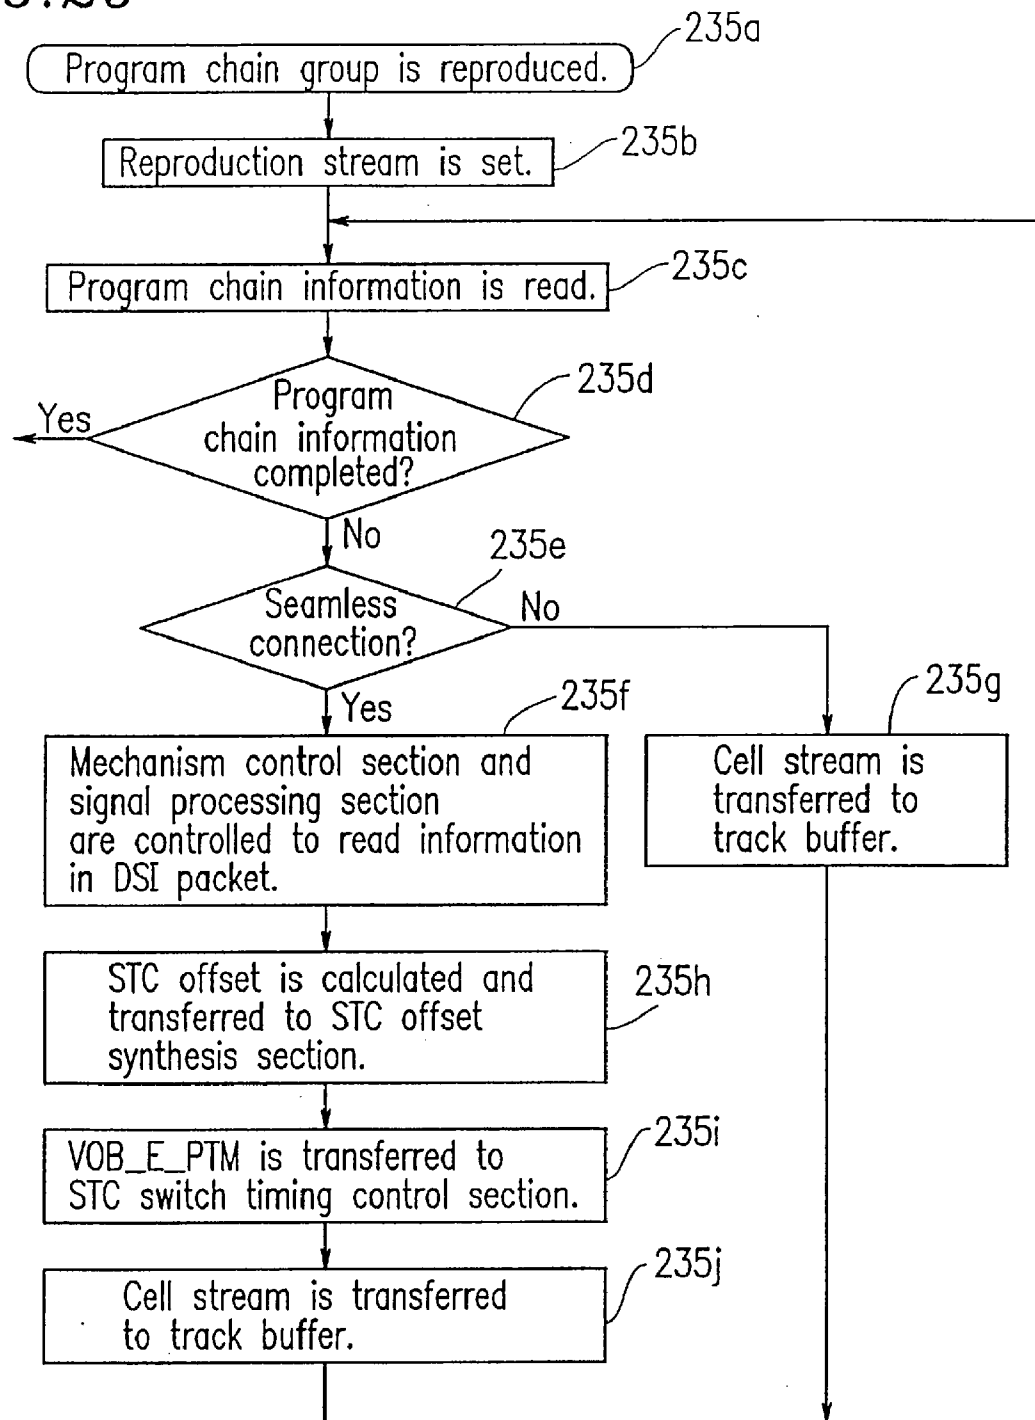 235a
Program chain group is reproduced.
235b
Reproduction stream is set.
235c
Program chain information is read.
235d
Program
chain information
completed?
Yes
No
235e
Seamless
connection?
No
Yes
235f
Mechanism control section and
signal processing section
are controlled to read information
in DSI packet.
235g
Cell stream is
transferred to
track buffer.
235h
STC offset is calculated and
transferred to STC offset
synthesis section.
235i
VOB_E_PTM is transferred to
STC switch timing control section.
235j
Cell stream is transferred
to track buffer.